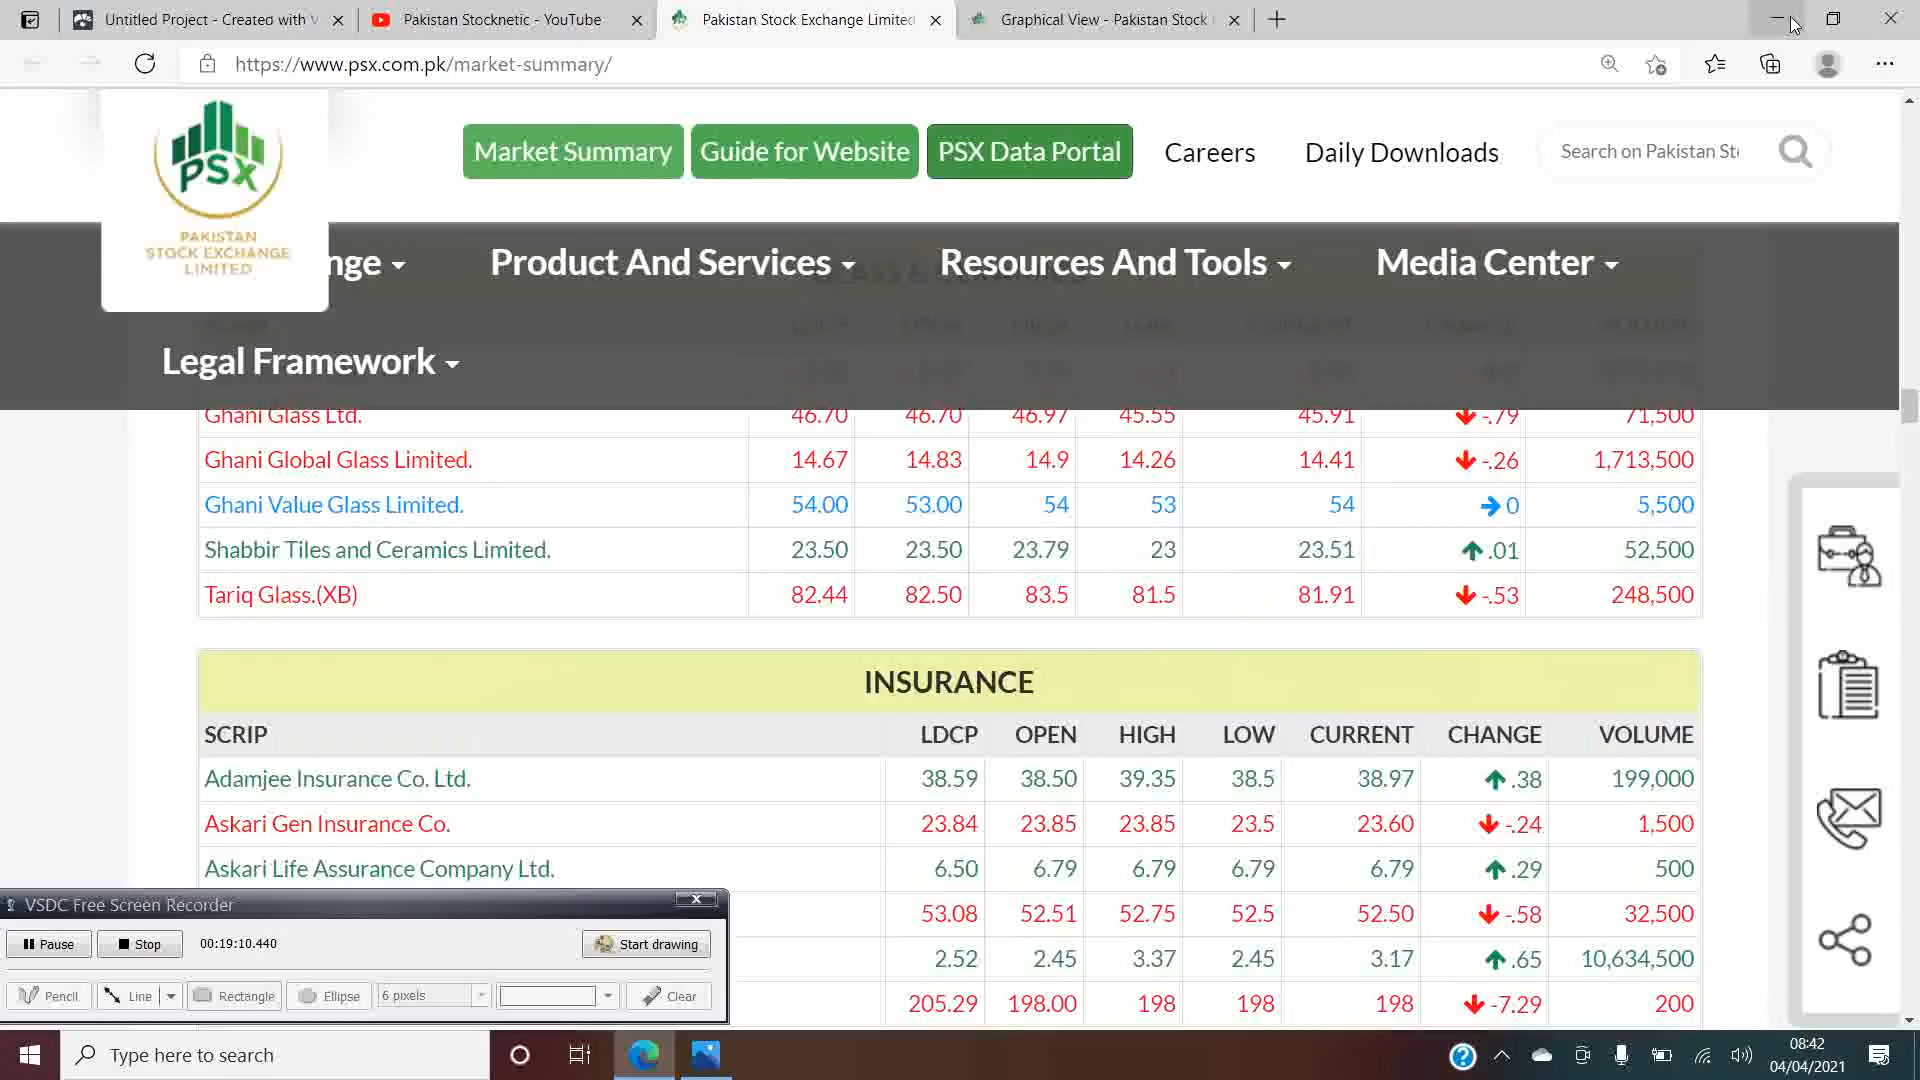 Untitled Project - Created with V
Pakistan Stocknetic - YouTube
Pakistan Stock Exchange Limited
Graphical View - Pakistan Stock
https://www.psx.com.pk/market-summary/
PSX
PAKISTAN
STOCK EXCHANGE
LIMITED
Market Summary
Guide for Website
PSX Data Portal
Careers
Daily Downloads
Search on Pakistan Sto
nge
Product And Services
Resources And Tools
Media Center
Legal Framework
Ghani Glass Ltd. 46.70 46.70 46.97 45.55 45.91 -.79 71,500
Ghani Global Glass Limited. 14.67 14.83 14.9 14.26 14.41 -.26 1,713,500
Ghani Value Glass Limited. 54.00 53.00 54 53 54 0 5,500
Shabbir Tiles and Ceramics Limited. 23.50 23.50 23.79 23 23.51 .01 52,500
Tariq Glass.(XB) 82.44 82.50 83.5 81.5 81.91 -.53 248,500
INSURANCE
SCRIP LDCP OPEN HIGH LOW CURRENT CHANGE VOLUME
Adamjee Insurance Co. Ltd. 38.59 38.50 39.35 38.5 38.97 .38 199,000
Askari Gen Insurance Co. 23.84 23.85 23.85 23.5 23.60 -.24 1,500
Askari Life Assurance Company Ltd. 6.50 6.79 6.79 6.79 6.79 .29 500
53.08 52.51 52.75 52.5 52.50 -.58 32,500
2.52 2.45 3.37 2.45 3.17 .65 10,634,500
205.29 198.00 198 198 198 -7.29 200
VSDC Free Screen Recorder
x
Pause
Stop
00:19:10.440
Start drawing
Pencil
Line
Rectangle
Ellipse
6 pixels
Clear
Type here to search
08:42
04/04/2021